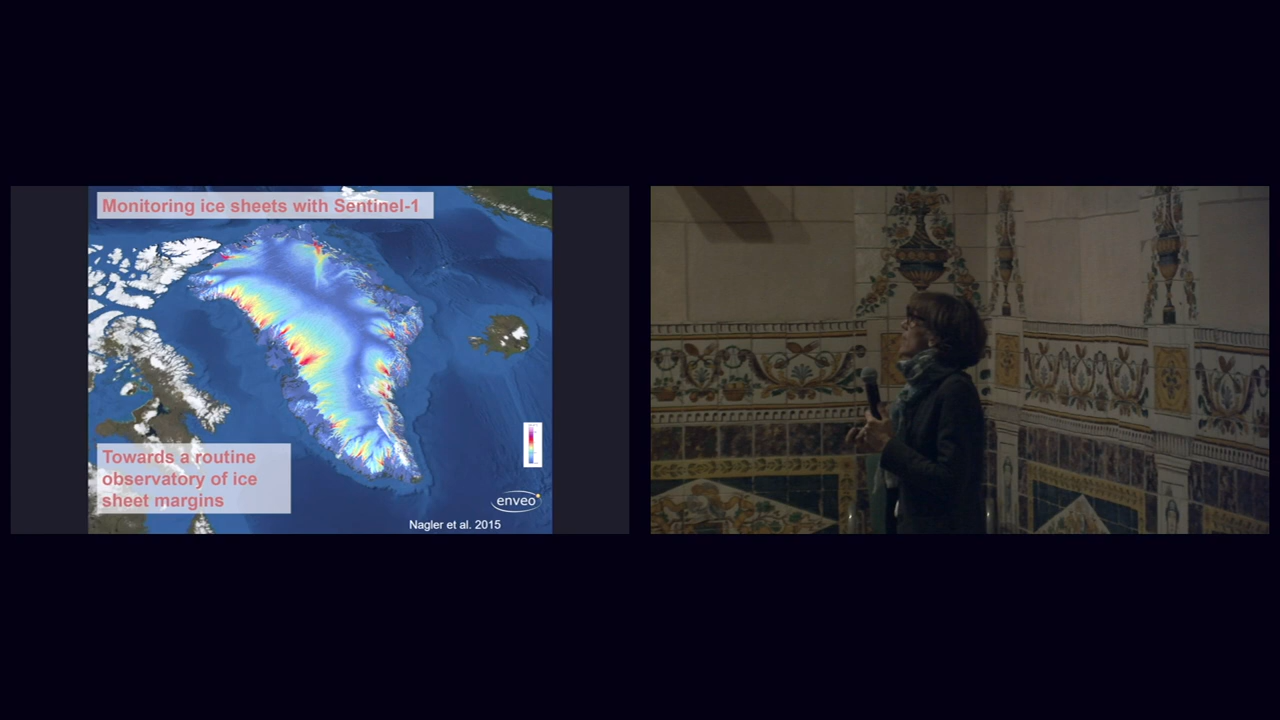 Monitoring ice sheets with Sentinel-1
Towards a routine
observatory of ice
sheet margins
enveo
Nagler et al. 2015